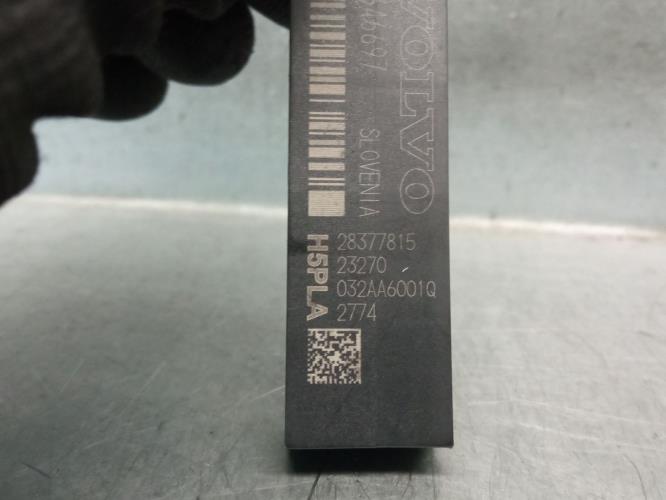 VOLVO
SLOVENIA
H5PLA
28377815
23270
032AA6001Q
2774